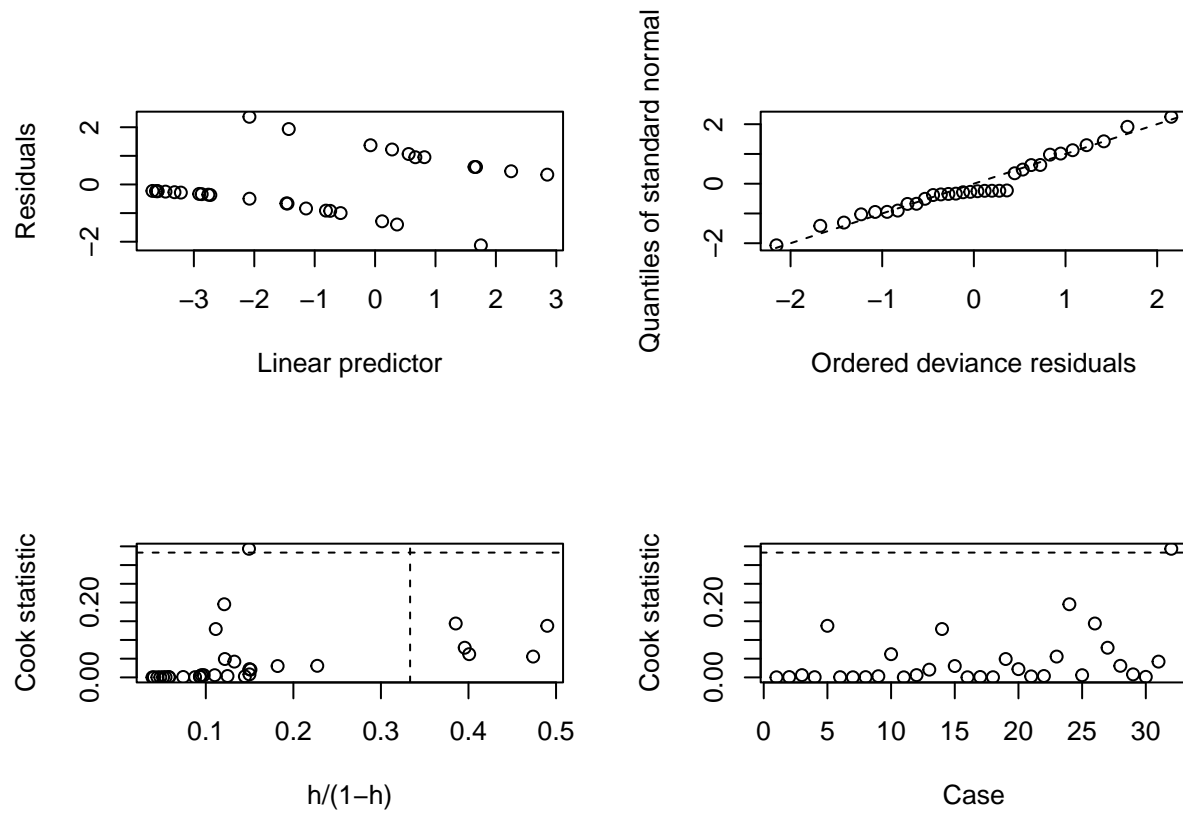 −3 −2 −1 0 1 2 3
−2 0 2
Linear predictor
Residuals
−2 −1 0 1 2
−2 0 2
Ordered deviance residuals
Quantiles of standard normal
0.1 0.2 0.3 0.4 0.5
0.00 0.20
h/(1−h)
Cook statistic
0 5 10 15 20 25 30
0.00 0.20
Case
Cook statistic